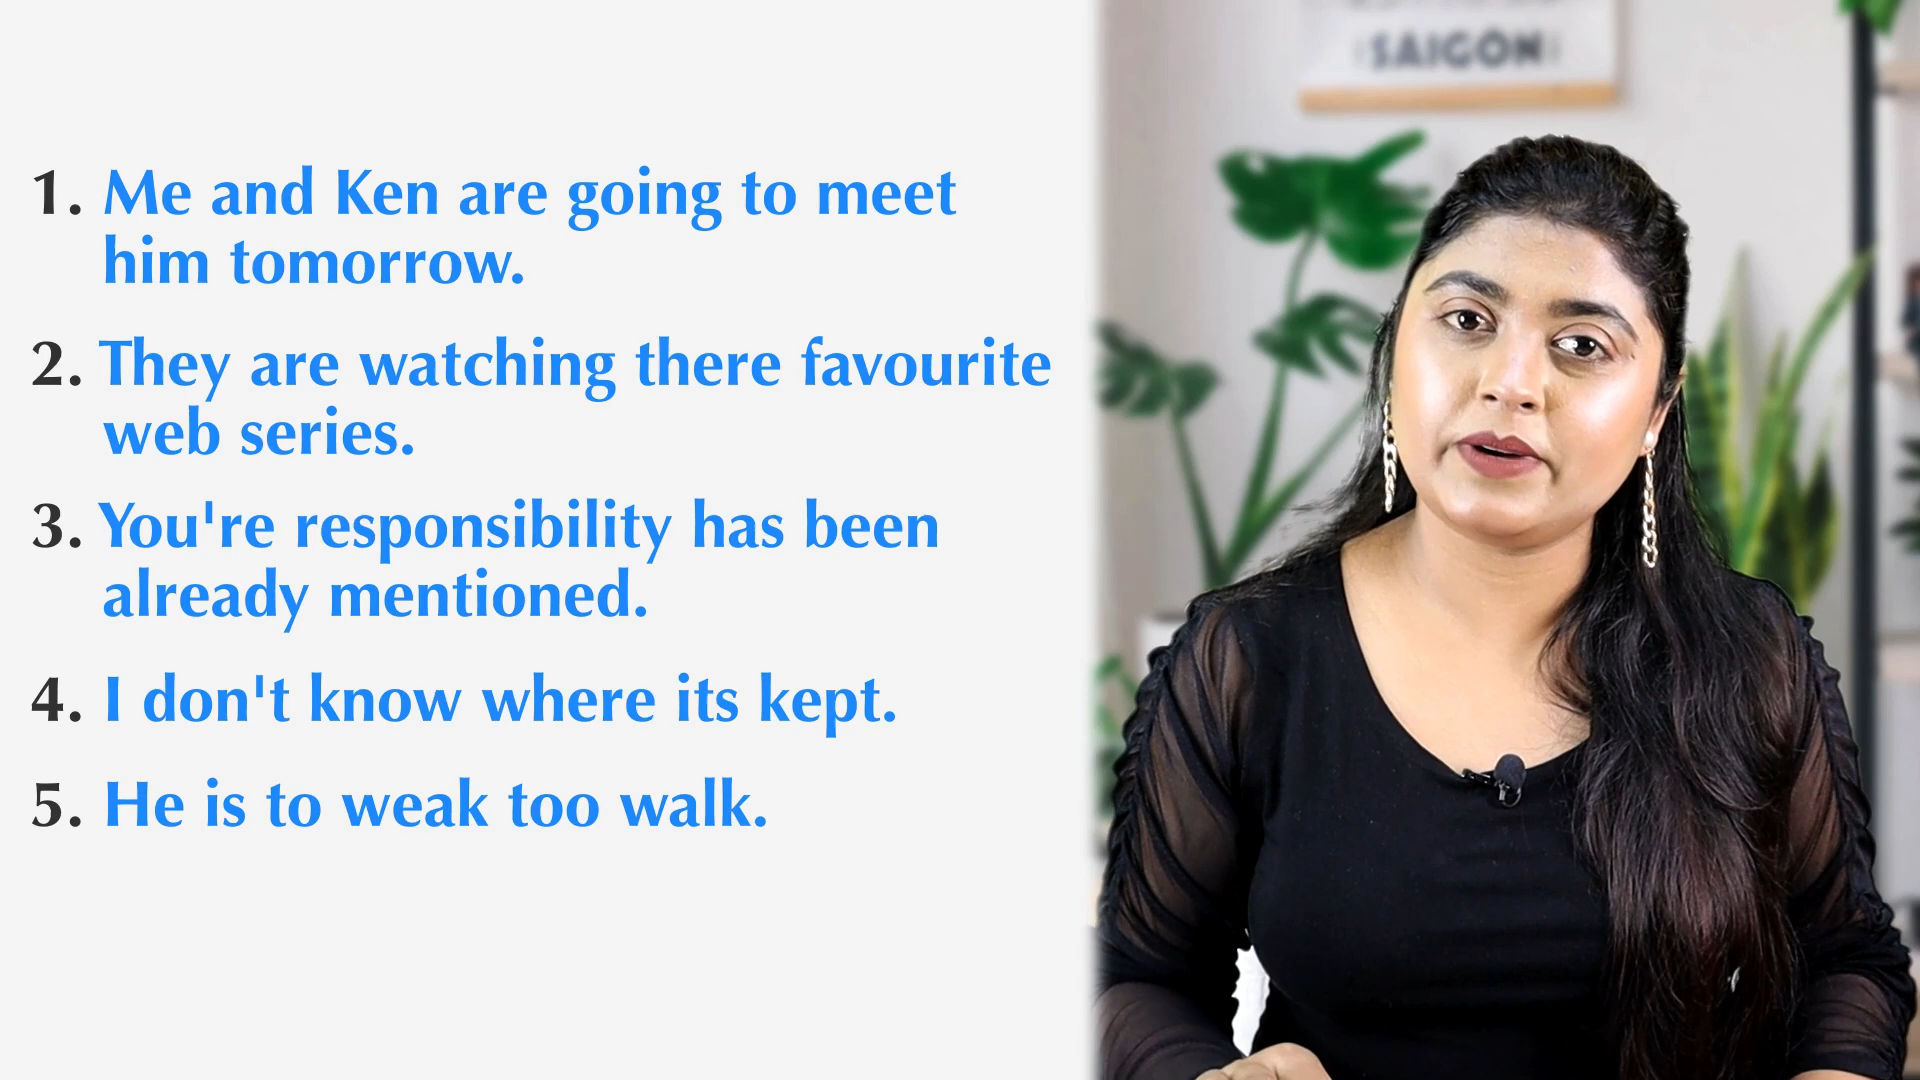 SAIGON
1. Me and Ken are going to meet
him tomorrow.
2. They are watching there favourite
web series.
3. You're responsibility has been
already mentioned.
4. I don't know where its kept.
5. He is to weak too walk.